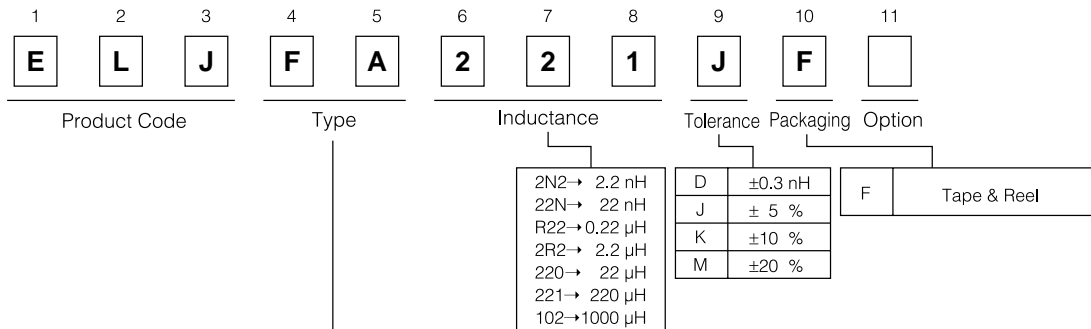 1 2 3 4 5 6 7 8 9 10 11
E L J F A 2 2 1 J F
Product Code Type Inductance Tolerance Packaging Option
2N2→ 2.2 nH
22N→ 22 nH
R22→0.22 μH
2R2→ 2.2 μH
220→ 22 μH
221→ 220 μH
102→1000 μH
D ±0.3 nH
J ± 5 %
K ±10 %
M ±20 %
F Tape & Reel